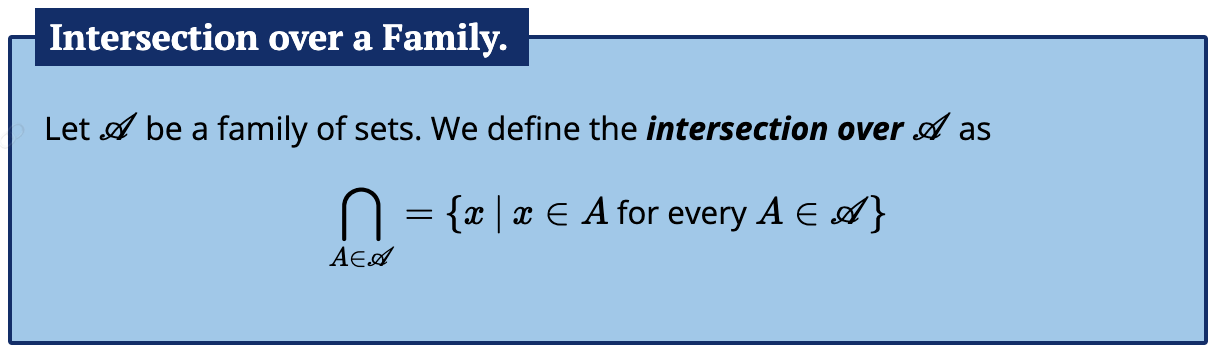 Intersection over a Family.
Let 𝒜 be a family of sets. We define the intersection over 𝒜 as
⋂ = {x | x ∈ A for every A ∈ 𝒜}
A∈𝒜